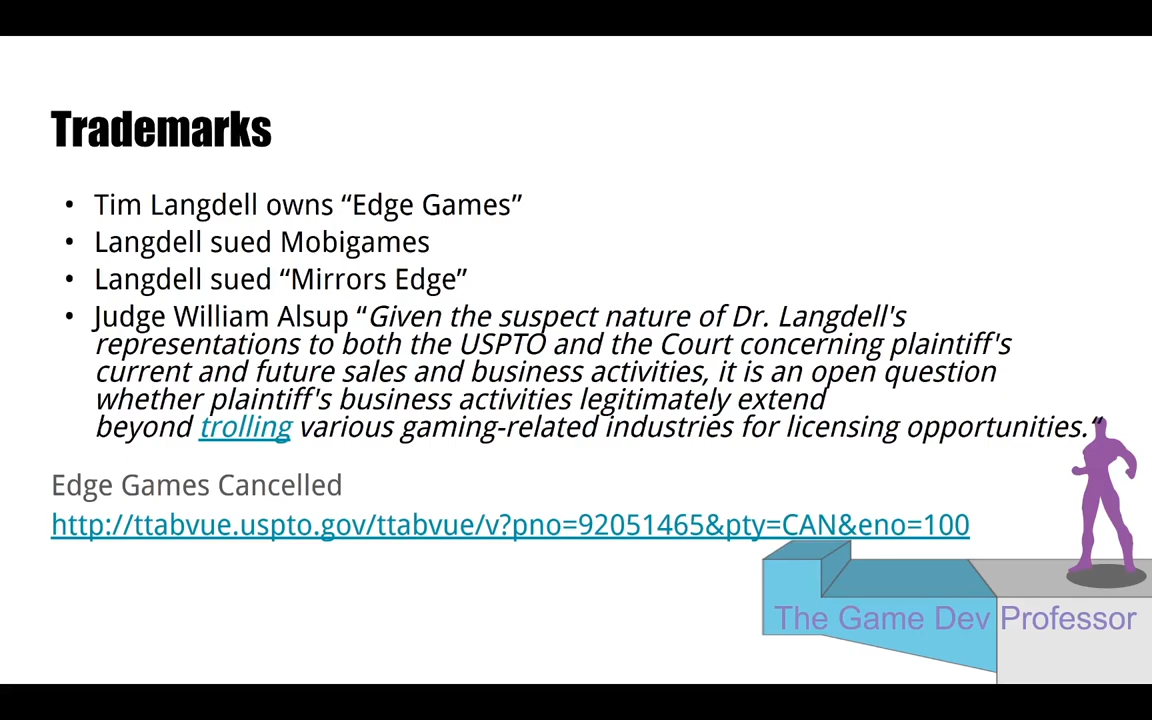 Trademarks
• Tim Langdell owns “Edge Games”
• Langdell sued Mobigames
• Langdell sued “Mirrors Edge”
• Judge William Alsup “Given the suspect nature of Dr. Langdell's
representations to both the USPTO and the Court concerning plaintiff's
current and future sales and business activities, it is an open question
whether plaintiff's business activities legitimately extend
beyond trolling various gaming-related industries for licensing opportunities.“
Edge Games Cancelled
http://ttabvue.uspto.gov/ttabvue/v?pno=92051465&pty=CAN&eno=100
The Game Dev Professor